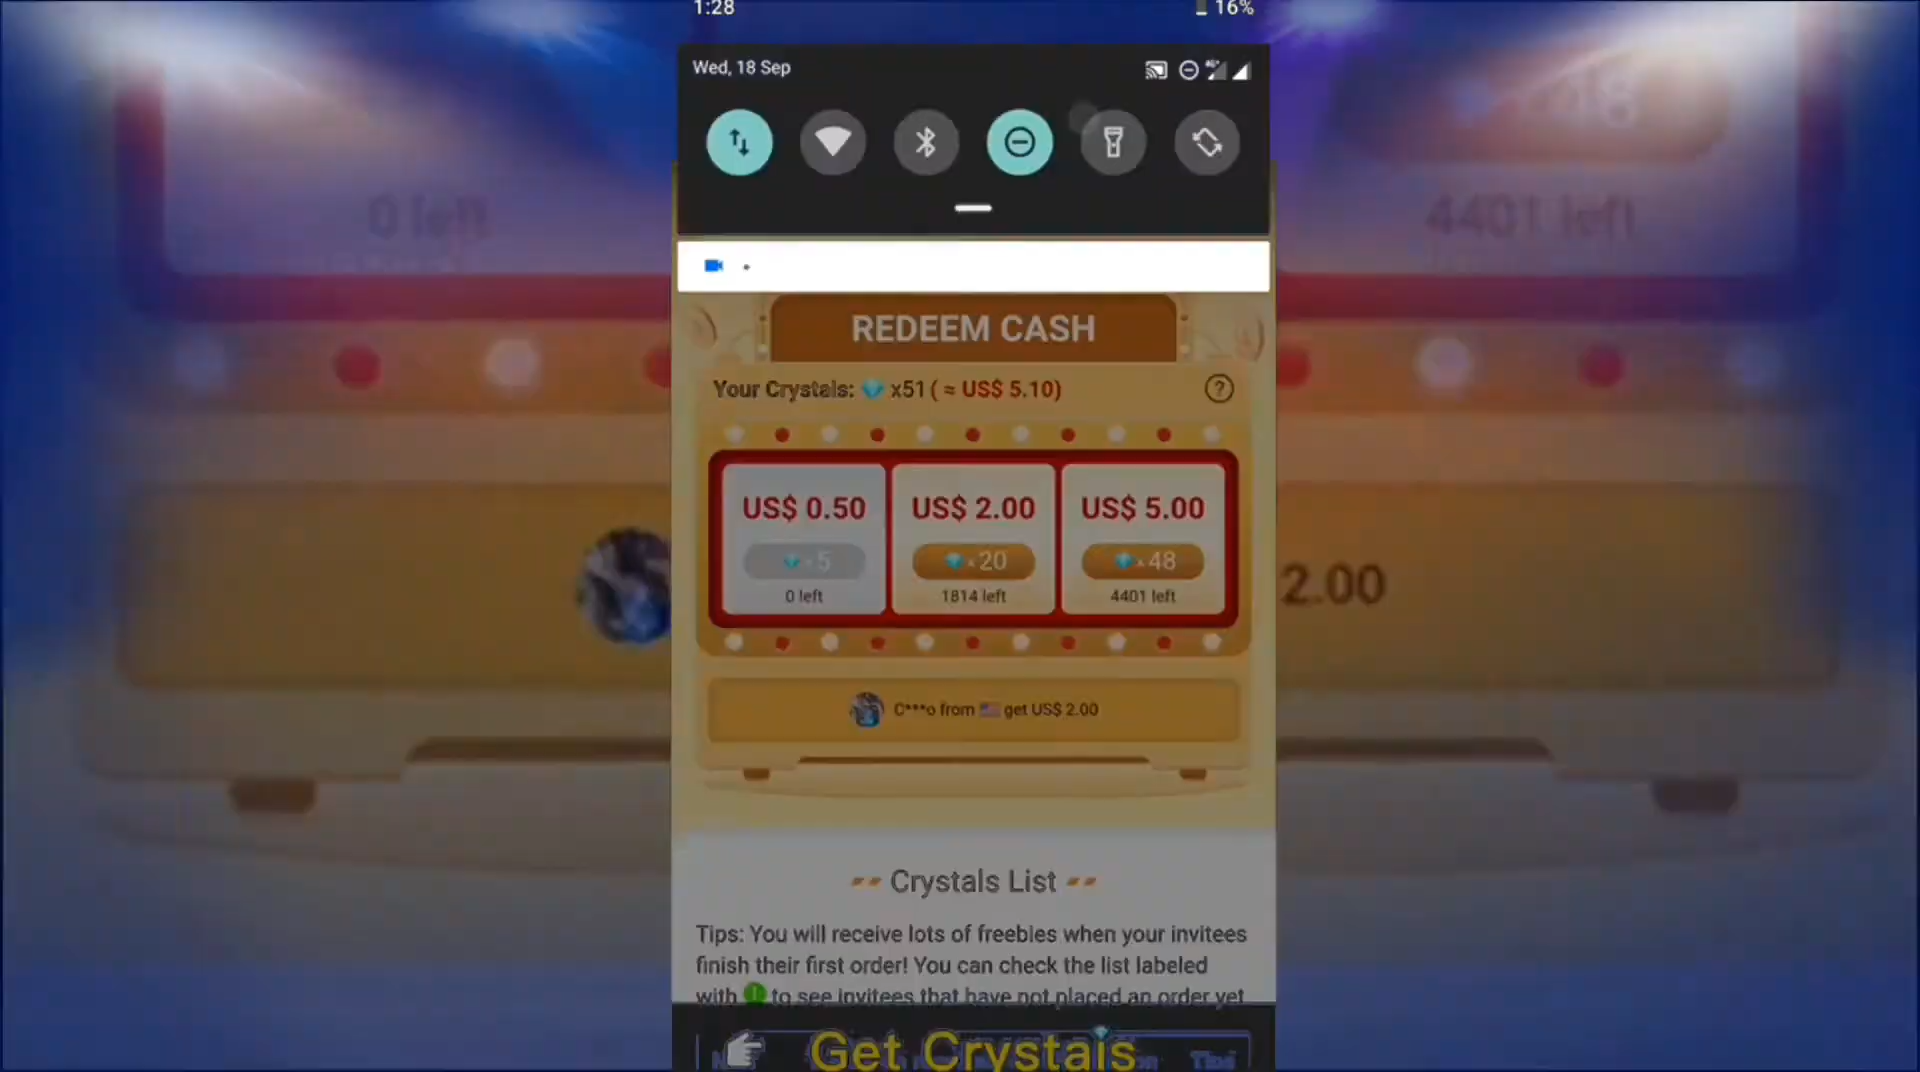 1:28
16%
Wed, 18 Sep
0 left
4401 left
REDEEM CASH
Your Crystals: x51 ( ≈ US$ 5.10)
?
US$ 0.50
US$ 2.00
US$ 5.00
×5
×20
×48
0 left
1814 left
4401 left
2.00
C***o from get US$ 2.00
Crystals List
Tips: You will receive lots of freebies when your invitees
finish their first order! You can check the list labeled
with to see invitees that have not placed an order yet
Get Crystals
Tips